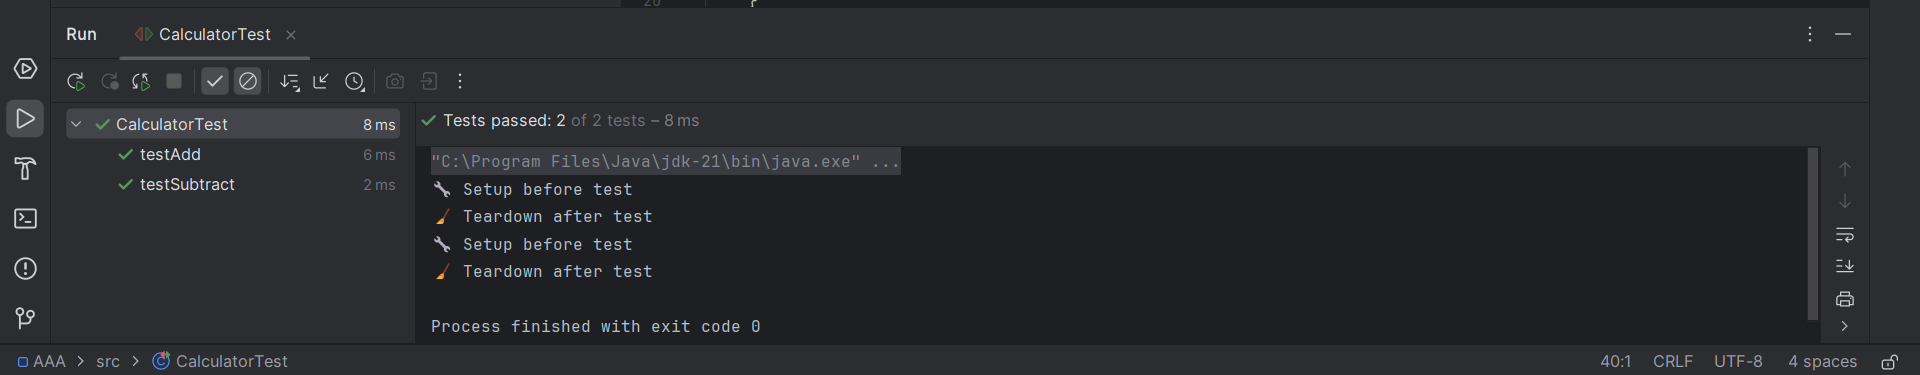 20
Run
CalculatorTest
CalculatorTest 8 ms
testAdd 6 ms
testSubtract 2 ms
Tests passed: 2 of 2 tests – 8 ms
"C:\Program Files\Java\jdk-21\bin\java.exe" ...
🔧 Setup before test
🧹 Teardown after test
🔧 Setup before test
🧹 Teardown after test
Process finished with exit code 0
AAA > src > CalculatorTest
40:1 CRLF UTF-8 4 spaces